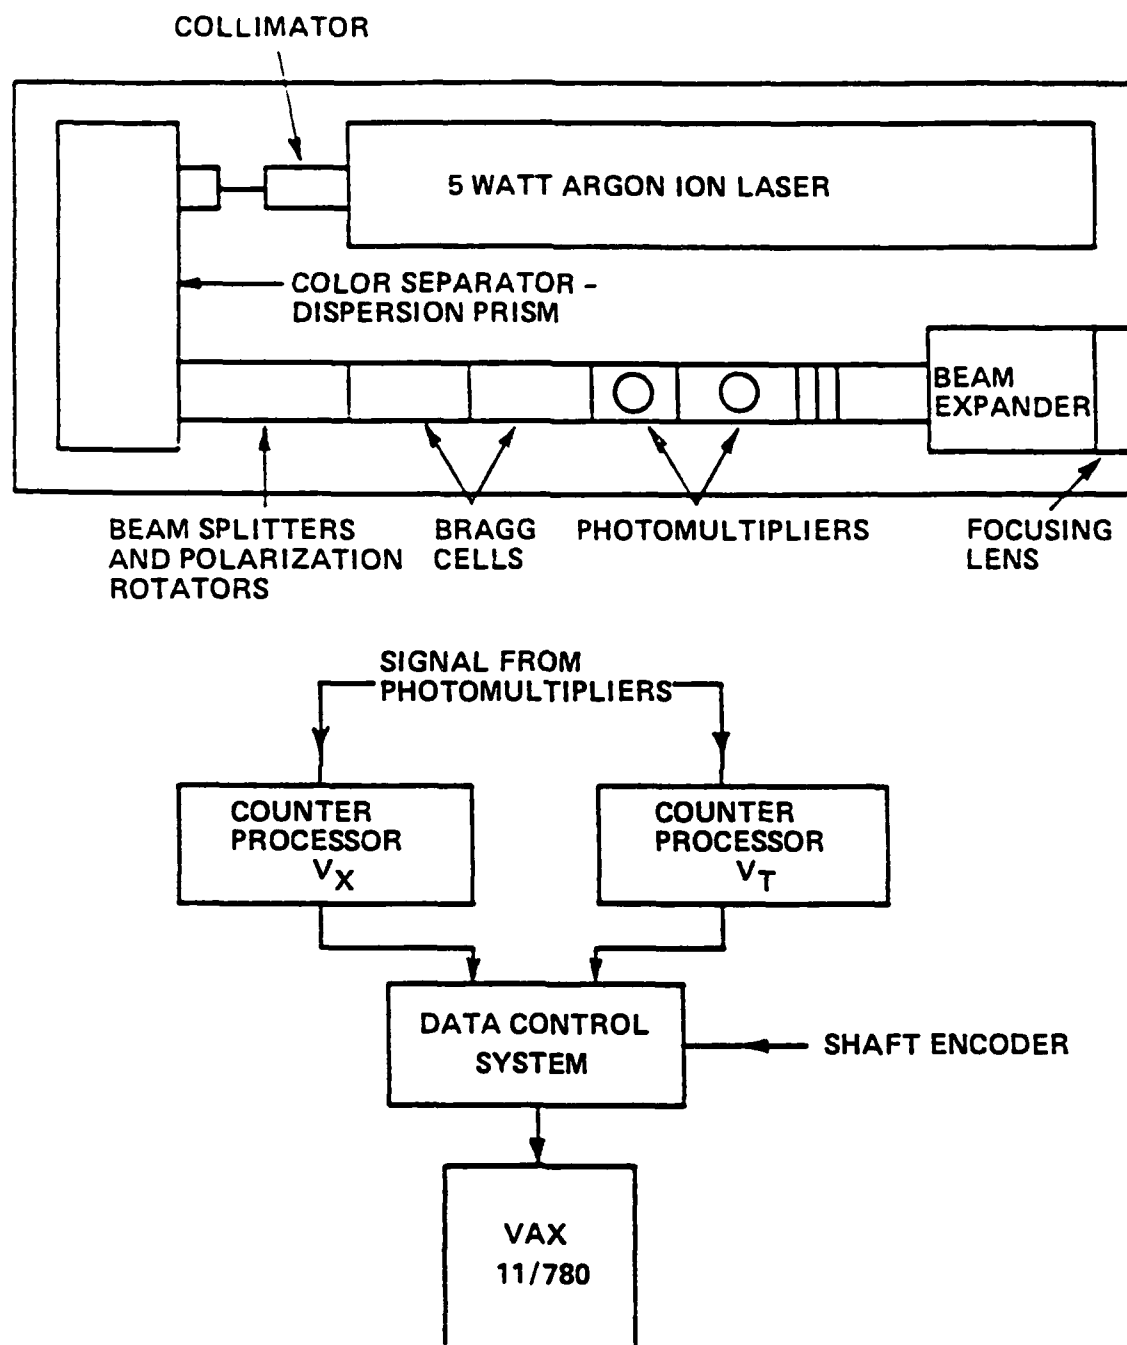 COLLIMATOR
5 WATT ARGON ION LASER
COLOR SEPARATOR –
DISPERSION PRISM
BEAM
EXPANDER
BEAM SPLITTERS
AND POLARIZATION
ROTATORS
BRAGG
CELLS
PHOTOMULTIPLIERS
FOCUSING
LENS
SIGNAL FROM
PHOTOMULTIPLIERS
COUNTER
PROCESSOR
VX
COUNTER
PROCESSOR
VT
DATA CONTROL
SYSTEM
SHAFT ENCODER
VAX
11/780